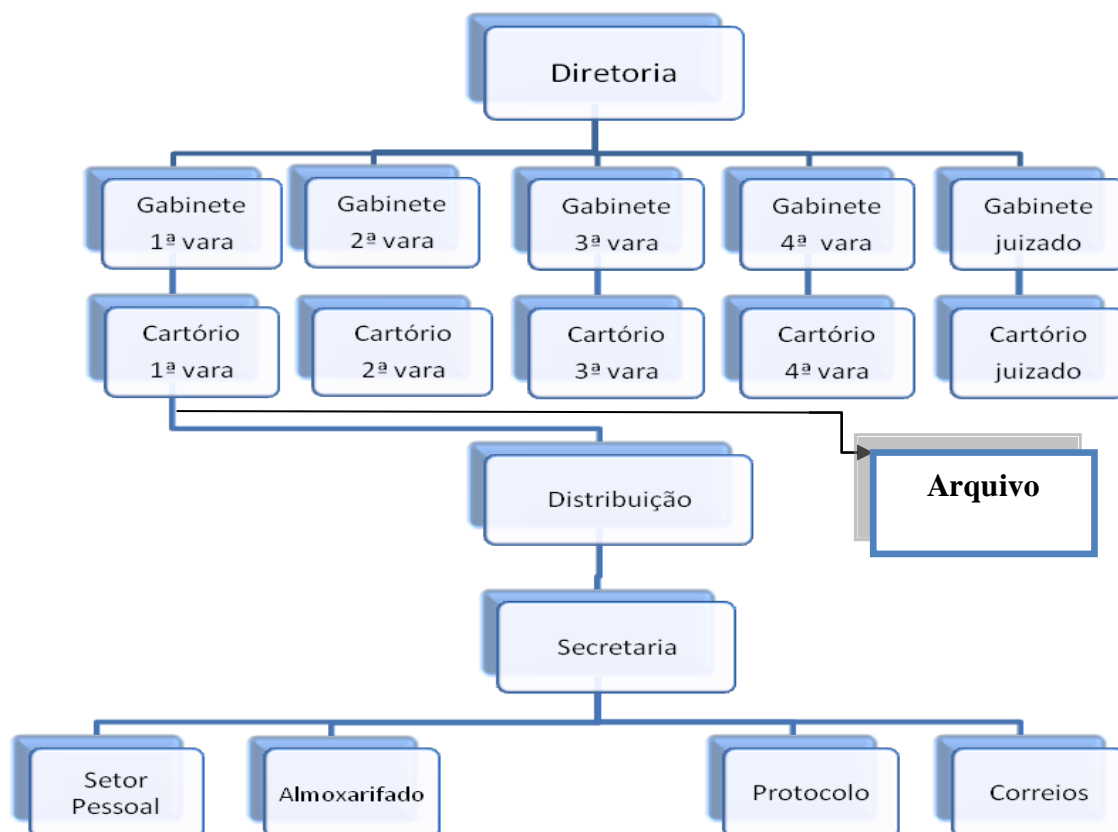 Diretoria
Gabinete
1ª vara
Gabinete
2ª vara
Gabinete
3ª vara
Gabinete
4ª vara
Gabinete
juizado
Cartório
1ª vara
Cartório
2ª vara
Cartório
3ª vara
Cartório
4ª vara
Cartório
juizado
Arquivo
Distribuição
Secretaria
Setor
Pessoal
Almoxarifado
Protocolo
Correios